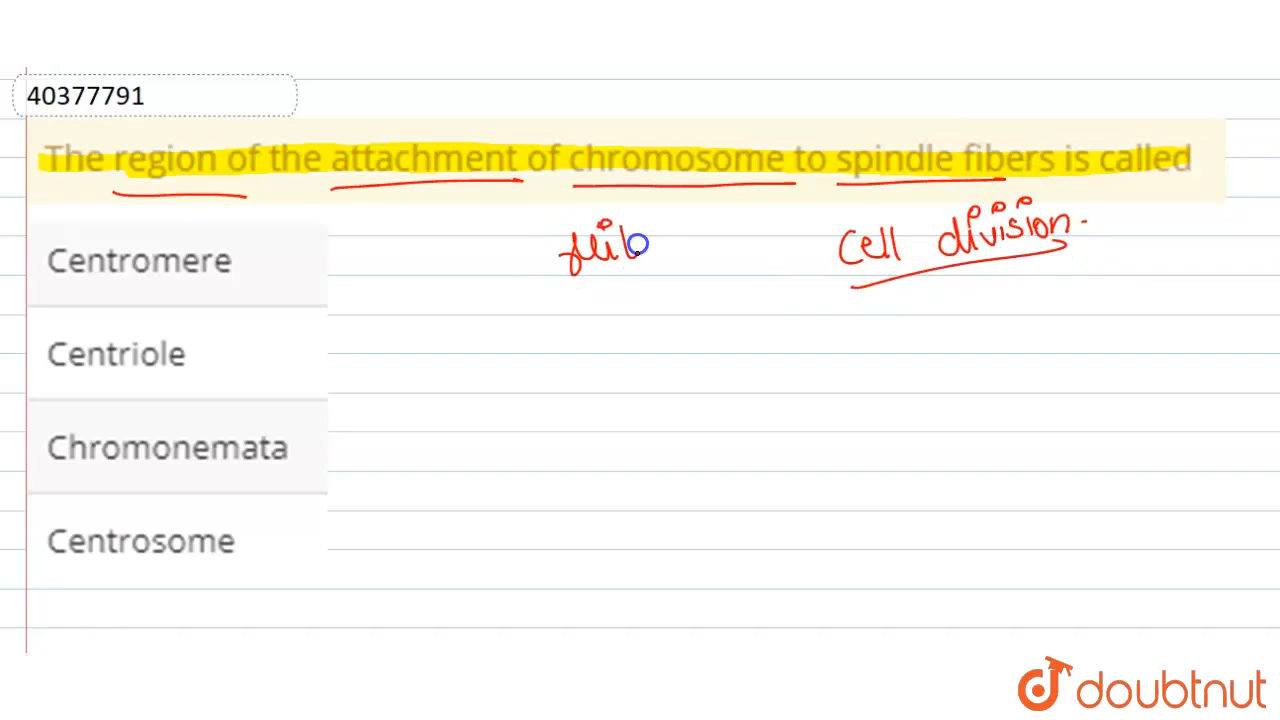 40377791
The region of the attachment of chromosome to spindle fibers is called
Cell division.
Centromere
Centriole
Chromonemata
Centrosome
doubtnut